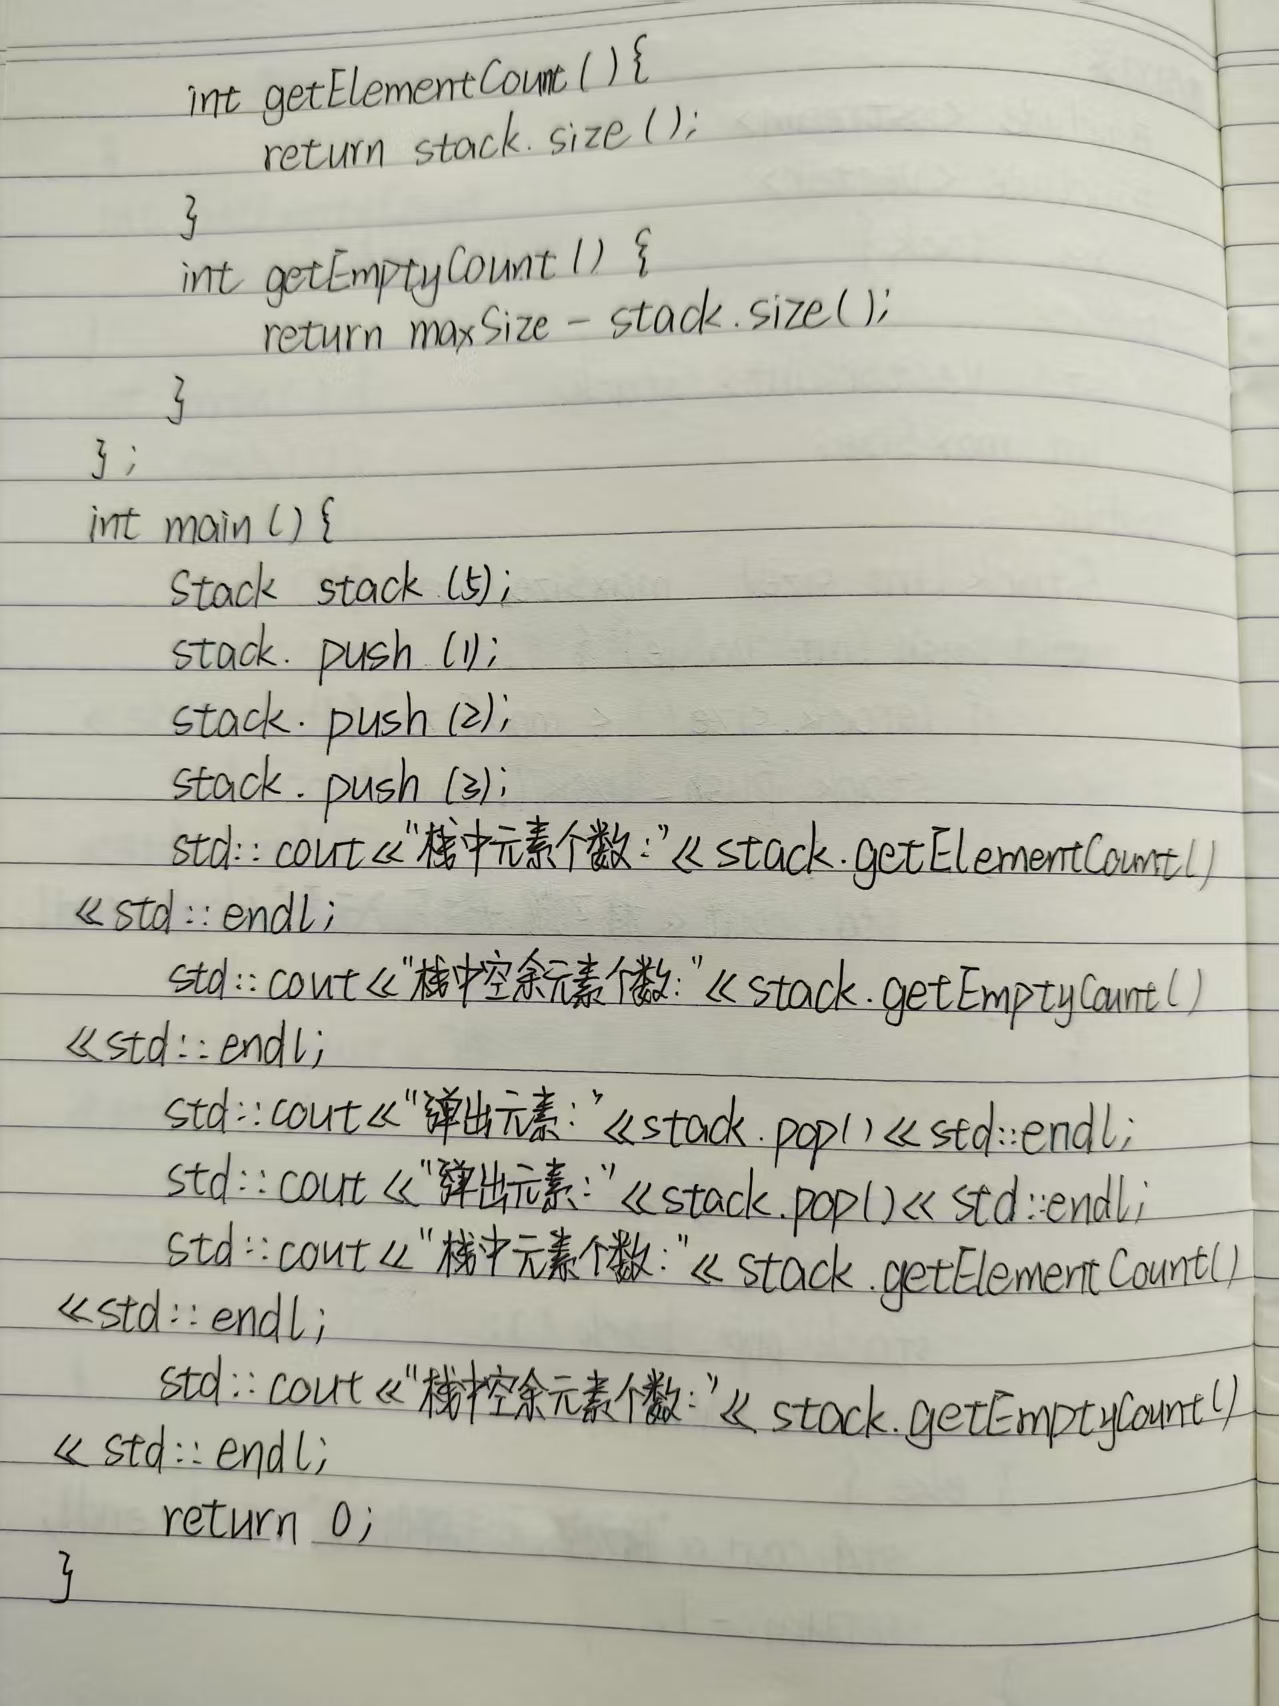 int getElementCount(){
return stack.size();
}
int getEmptyCount(){
return maxSize - stack.size();
}
};
int main(){
Stack stack(5);
stack.push(1);
stack.push(2);
stack.push(3);
std::cout<<"栈中元素个数:"<<stack.getElementCount()
<<std::endl;
std::cout<<"栈中空余元素个数:"<<stack.getEmptyCount()
<<std::endl;
std::cout<<"弹出元素:"<<stack.pop()<<std::endl;
std::cout<<"弹出元素:"<<stack.pop()<<std::endl;
std::cout<<"栈中元素个数:"<<stack.getElementCount()
<<std::endl;
std::cout<<"栈中空余元素个数:"<<stack.getEmptyCount()
<<std::endl;
return 0;
}